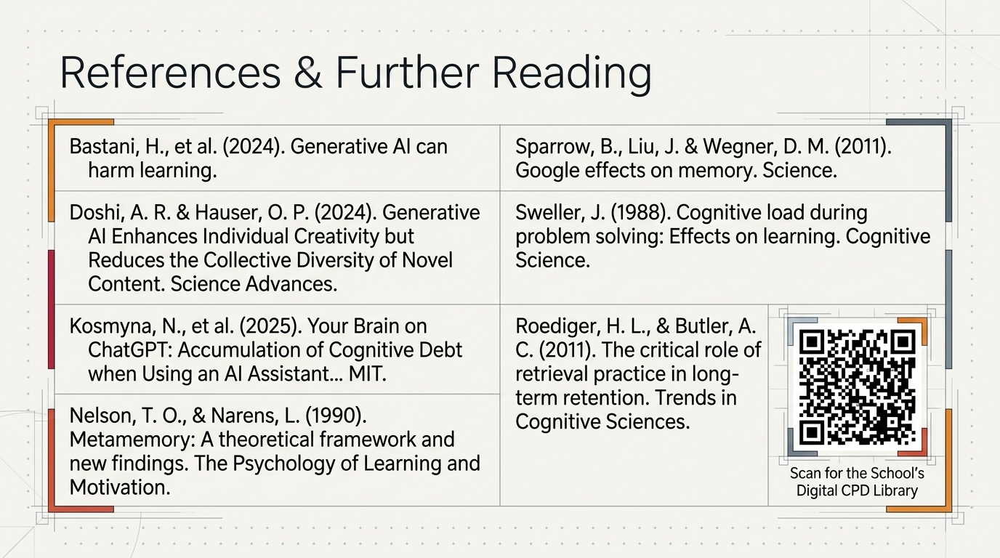 References & Further Reading
Bastani, H., et al. (2024). Generative AI can
harm learning.
Doshi, A. R. & Hauser, O. P. (2024). Generative
AI Enhances Individual Creativity but
Reduces the Collective Diversity of Novel
Content. Science Advances.
Kosmyna, N., et al. (2025). Your Brain on
ChatGPT: Accumulation of Cognitive Debt
when Using an AI Assistant... MIT.
Nelson, T. O., & Narens, L. (1990).
Metamemory: A theoretical framework and
new findings. The Psychology of Learning and
Motivation.
Sparrow, B., Liu, J. & Wegner, D. M. (2011).
Google effects on memory. Science.
Sweller, J. (1988). Cognitive load during
problem solving: Effects on learning. Cognitive
Science.
Roediger, H. L., & Butler, A.
C. (2011). The critical role of
retrieval practice in long-
term retention. Trends in
Cognitive Sciences.
Scan for the School's
Digital CPD Library